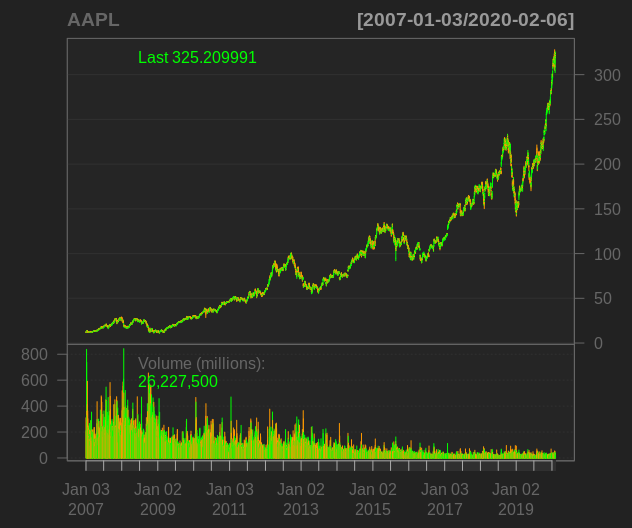 AAPL [2007-01-03/2020-02-06]
Last 325.209991
300
250
200
150
100
50
0
Volume (millions):
26,227,500
800
600
400
200
0
Jan 03 Jan 02 Jan 03 Jan 02 Jan 02 Jan 03 Jan 02
2007 2009 2011 2013 2015 2017 2019